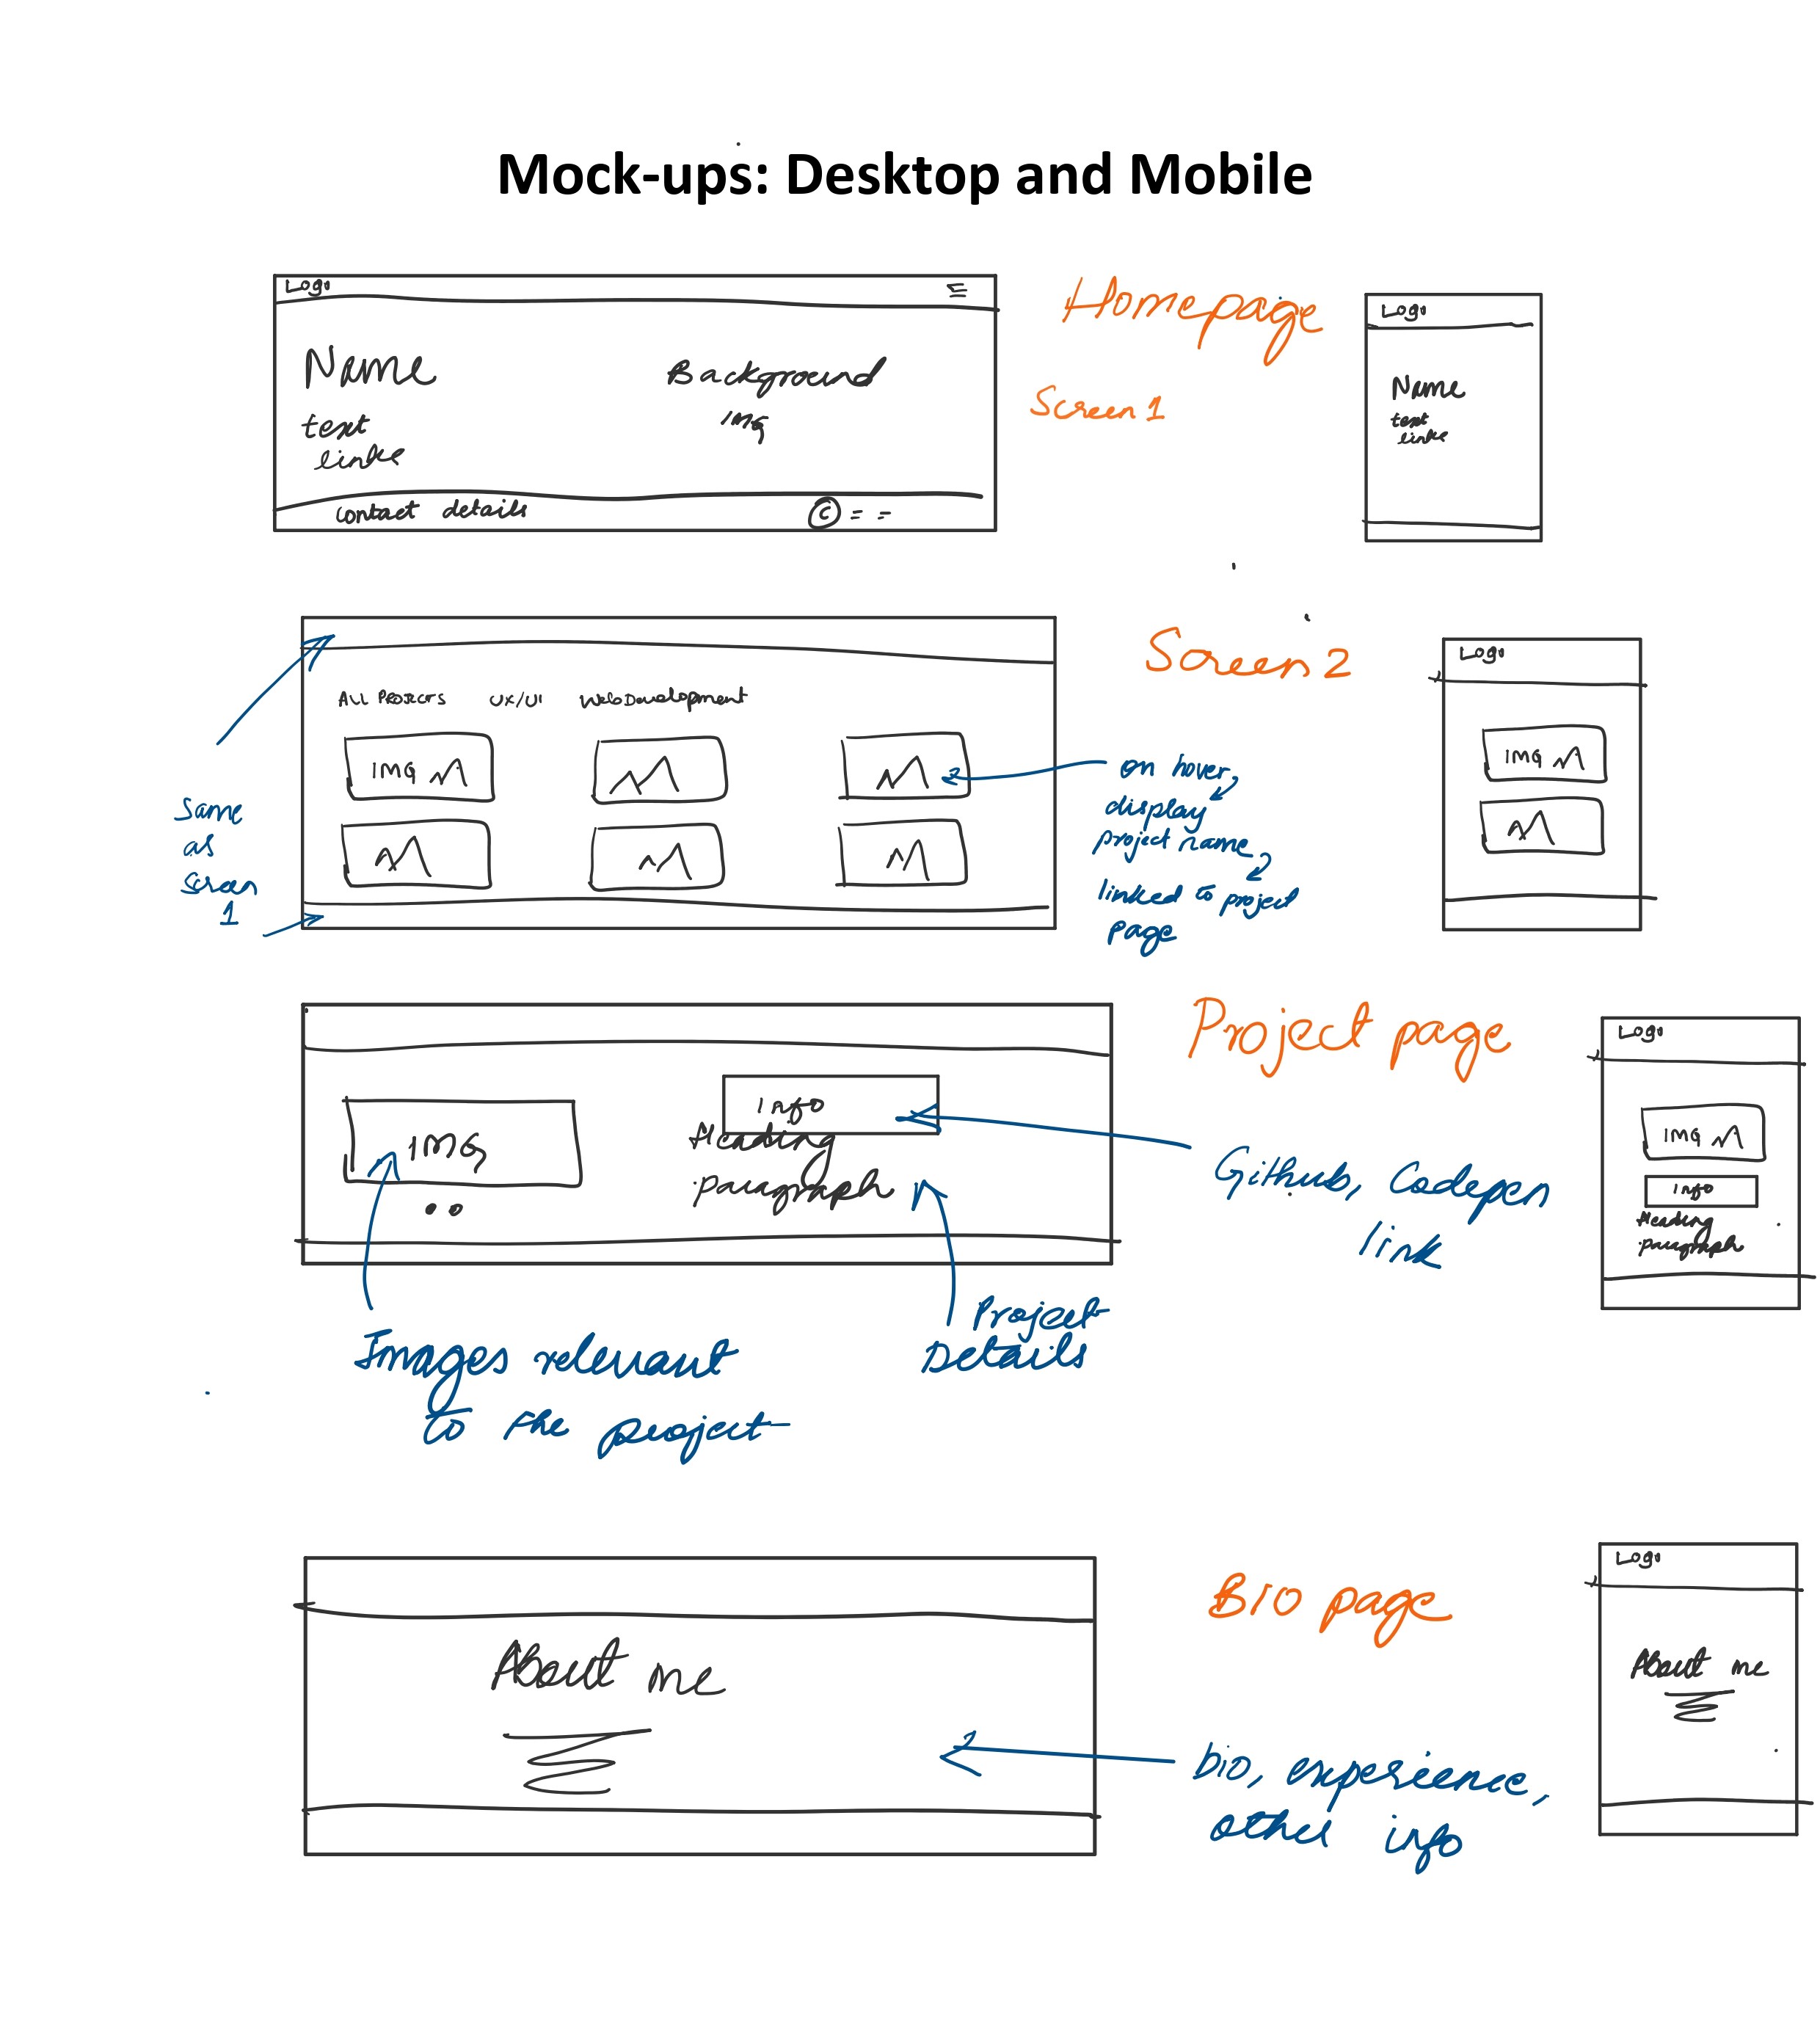 Mock-ups: Desktop and Mobile
Logo
Name
text
links
Background
img
contact details
© = =
Homepage
Screen 1
Logo
Name
text
links
ALL Projects UX/UI Web Development
IMG
Same
as
Screen
1
Screen 2
on hover,
display
project name
linked to project
page
Logo
IMG
IMG
Info
Heading
paragraph
Project page
Github, Codepen
link
Images relevant
to the project
Project
Details
Logo
IMG
Info
Heading
paragraph
About me
Bio page
bio, experience,
other info
Logo
About me